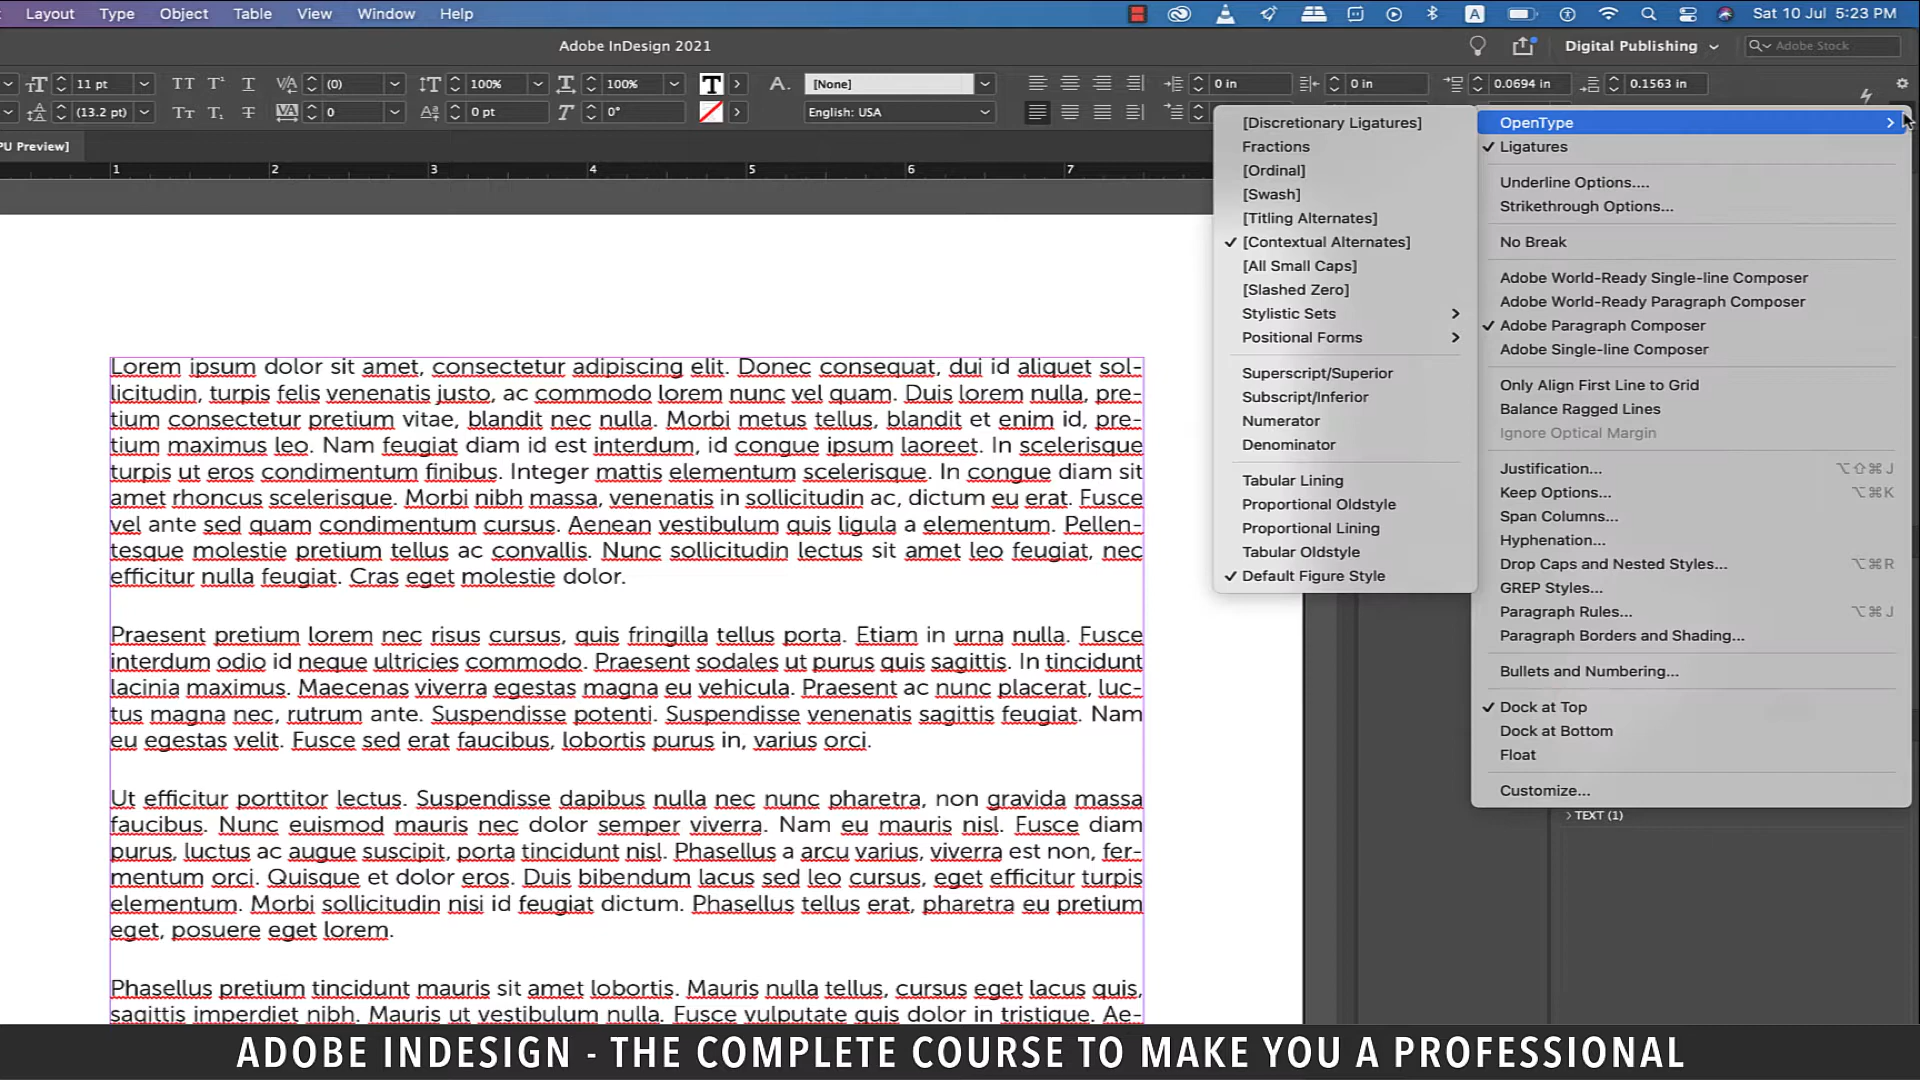 Layout Type Object Table View Window Help A Sat 10 Jul 5:23 PM
Adobe InDesign 2021 Digital Publishing Adobe Stock
11 pt (0) 100% 100% [None] 0 in 0 in 0.0694 in 0.1563 in
(13.2 pt) 0 0 pt 0° English: USA
PU Preview]
1 2 3 4 5 6 7
[Discretionary Ligatures]
Fractions
[Ordinal]
[Swash]
[Titling Alternates]
[Contextual Alternates]
[All Small Caps]
[Slashed Zero]
Stylistic Sets
Positional Forms
Superscript/Superior
Subscript/Inferior
Numerator
Denominator
Tabular Lining
Proportional Oldstyle
Proportional Lining
Tabular Oldstyle
Default Figure Style
OpenType
Ligatures
Underline Options....
Strikethrough Options...
No Break
Adobe World-Ready Single-line Composer
Adobe World-Ready Paragraph Composer
Adobe Paragraph Composer
Adobe Single-line Composer
Only Align First Line to Grid
Balance Ragged Lines
Ignore Optical Margin
Justification... ⌥⇧⌘J
Keep Options... ⌥⌘K
Span Columns...
Hyphenation...
Drop Caps and Nested Styles... ⌥⌘R
GREP Styles...
Paragraph Rules... ⌥⌘J
Paragraph Borders and Shading...
Bullets and Numbering...
Dock at Top
Dock at Bottom
Float
Customize...
TEXT (1)
Lorem ipsum dolor sit amet, consectetur adipiscing elit. Donec consequat, dui id aliquet sol-
licitudin, turpis felis venenatis justo, ac commodo lorem nunc vel quam. Duis lorem nulla, pre-
tium consectetur pretium vitae, blandit nec nulla. Morbi metus tellus, blandit et enim id, pre-
tium maximus leo. Nam feugiat diam id est interdum, id congue ipsum laoreet. In scelerisque
turpis ut eros condimentum finibus. Integer mattis elementum scelerisque. In congue diam sit
amet rhoncus scelerisque. Morbi nibh massa, venenatis in sollicitudin ac, dictum eu erat. Fusce
vel ante sed quam condimentum cursus. Aenean vestibulum quis ligula a elementum. Pellen-
tesque molestie pretium tellus ac convallis. Nunc sollicitudin lectus sit amet leo feugiat, nec
efficitur nulla feugiat. Cras eget molestie dolor.
Praesent pretium lorem nec risus cursus, quis fringilla tellus porta. Etiam in urna nulla. Fusce
interdum odio id neque ultricies commodo. Praesent sodales ut purus quis sagittis. In tincidunt
lacinia maximus. Maecenas viverra egestas magna eu vehicula. Praesent ac nunc placerat, luc-
tus magna nec, rutrum ante. Suspendisse potenti. Suspendisse venenatis sagittis feugiat. Nam
eu egestas velit. Fusce sed erat faucibus, lobortis purus in, varius orci.
Ut efficitur porttitor lectus. Suspendisse dapibus nulla nec nunc pharetra, non gravida massa
faucibus. Nunc euismod mauris nec dolor semper viverra. Nam eu mauris nisl. Fusce diam
purus, luctus ac augue suscipit, porta tincidunt nisl. Phasellus a arcu varius, viverra est non, fer-
mentum orci. Quisque et dolor eros. Duis bibendum lacus sed leo cursus, eget efficitur turpis
elementum. Morbi sollicitudin nisi id feugiat dictum. Phasellus tellus erat, pharetra eu pretium
eget, posuere eget lorem.
Phasellus pretium tincidunt mauris sit amet lobortis. Mauris nulla tellus, cursus eget lacus quis,
sagittis imperdiet nibh. Mauris ut vestibulum nulla. Fusce vulputate quis dolor in tristique. Ae-
ADOBE INDESIGN - THE COMPLETE COURSE TO MAKE YOU A PROFESSIONAL